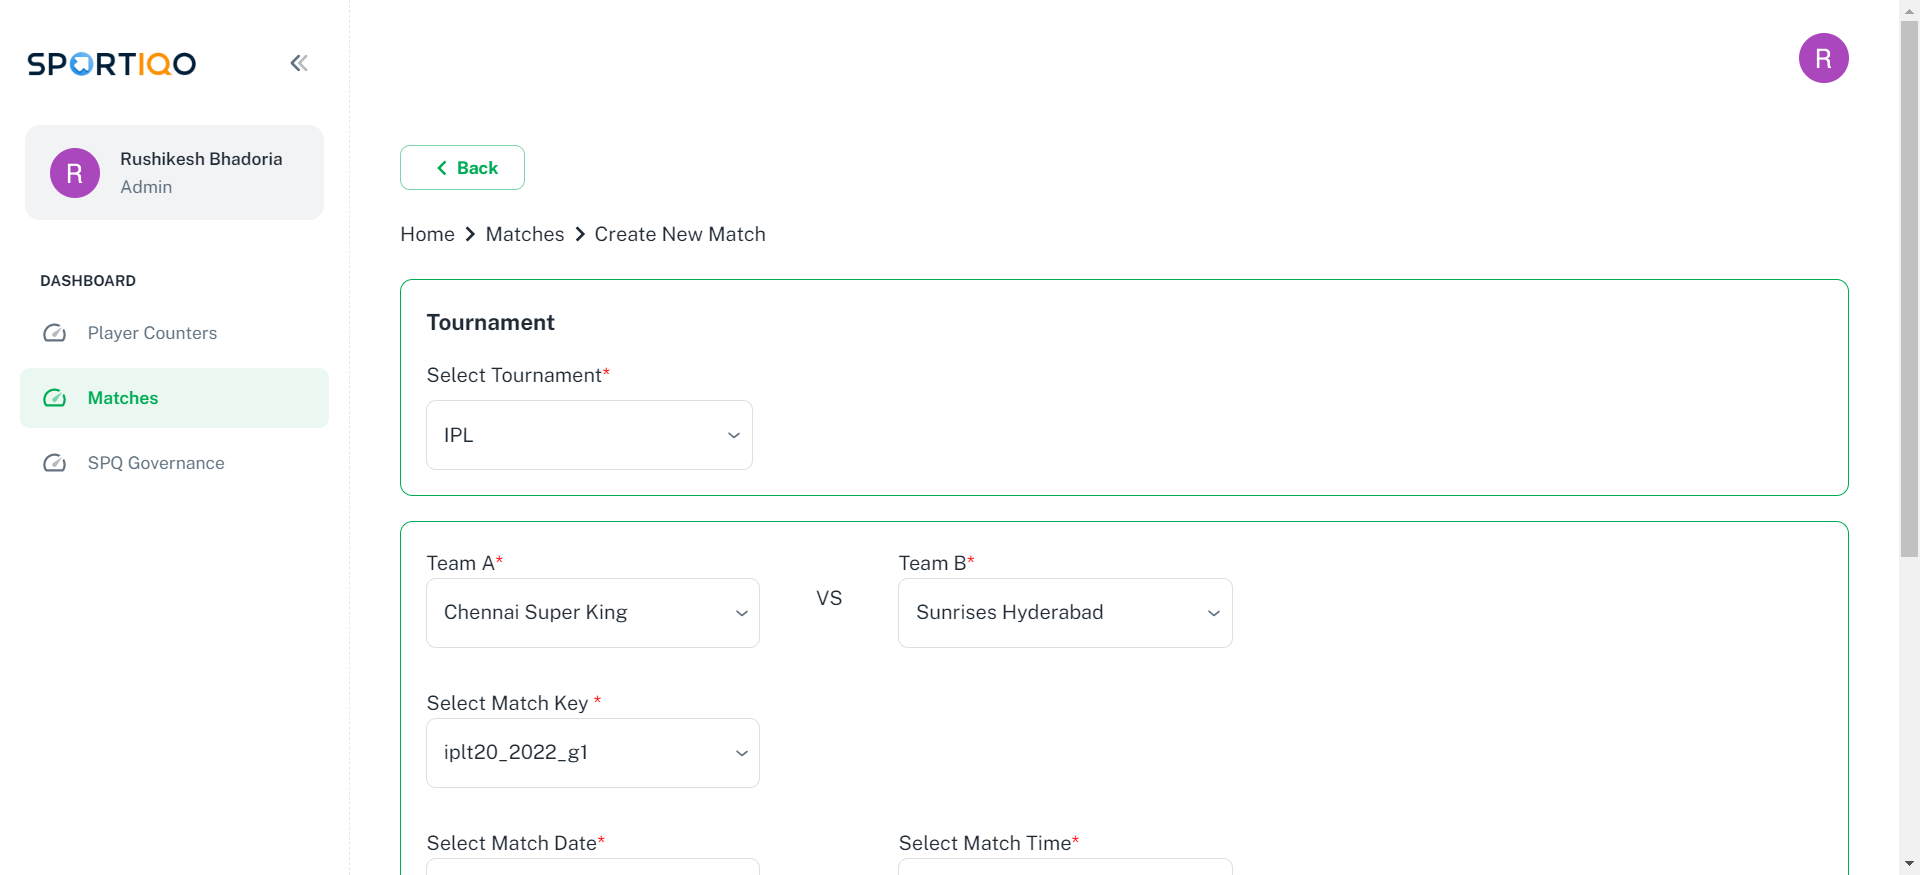 SPORTIQO
R
Rushikesh Bhadoria
Admin
R
DASHBOARD
Player Counters
Matches
SPQ Governance
Back
Home > Matches > Create New Match
Tournament
Select Tournament*
IPL
Team A*
Chennai Super King
VS
Team B*
Sunrises Hyderabad
Select Match Key *
iplt20_2022_g1
Select Match Date*
Select Match Time*